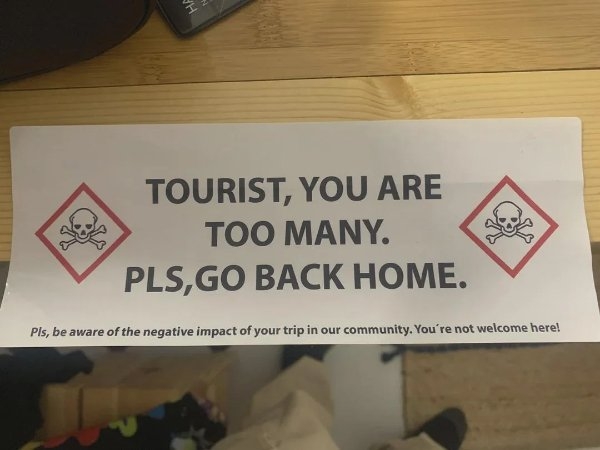 TOURIST, YOU ARE
TOO MANY.
PLS,GO BACK HOME.
Pls, be aware of the negative impact of your trip in our community. You´re not welcome here!